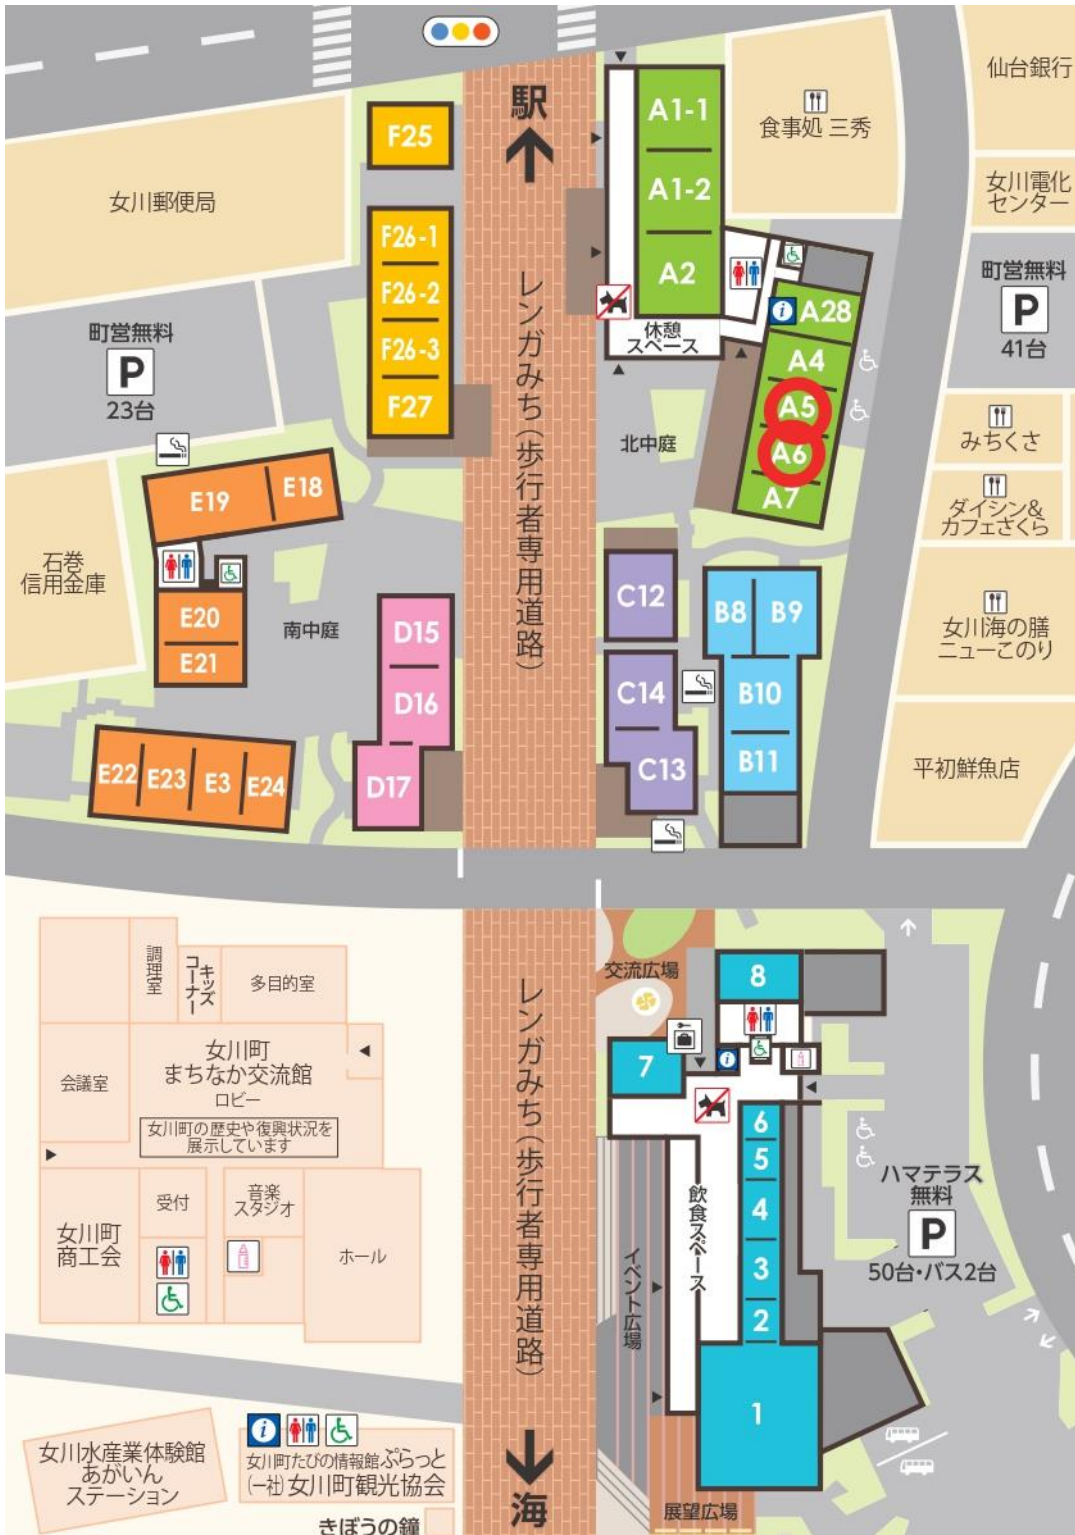 駅
仙台銀行
食事処 三秀
A1-1
A1-2
A2
F25
女川郵便局
F26-1
F26-2
F26-3
F27
女川電化
センター
町営無料
P
41台
町営無料
P
23台
休憩
スペース
i
A28
A4
A5
A6
A7
レンガみち(歩行者専用道路)
北中庭
みちくさ
ダイシン&
カフェさくら
E19
E18
石巻
信用金庫
E20
E21
南中庭
D15
D16
D17
C12
C14
C13
B8
B9
B10
B11
女川海の膳
ニューこのり
平初鮮魚店
E22
E23
E3
E24
調理室
キッズ
コーナー
多目的室
会議室
女川町
まちなか交流館
ロビー
女川町の歴史や復興状況を
展示しています
女川町
商工会
受付
音楽
スタジオ
ホール
レンガみち(歩行者専用道路)
交流広場
8
7
i
6
5
4
3
2
1
飲食スペース
イベント広場
ハマテラス
無料
P
50台・バス2台
女川水産業体験館
あがいん
ステーション
i
女川町たびの情報館ぷらっと
(一社)女川町観光協会
きぼうの鐘
海
展望広場